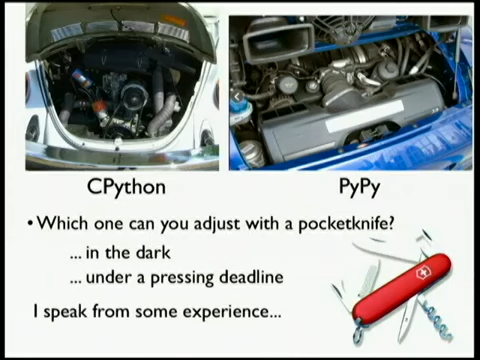 CPython
PyPy
• Which one can you adjust with a pocketknife?
... in the dark
... under a pressing deadline
I speak from some experience...